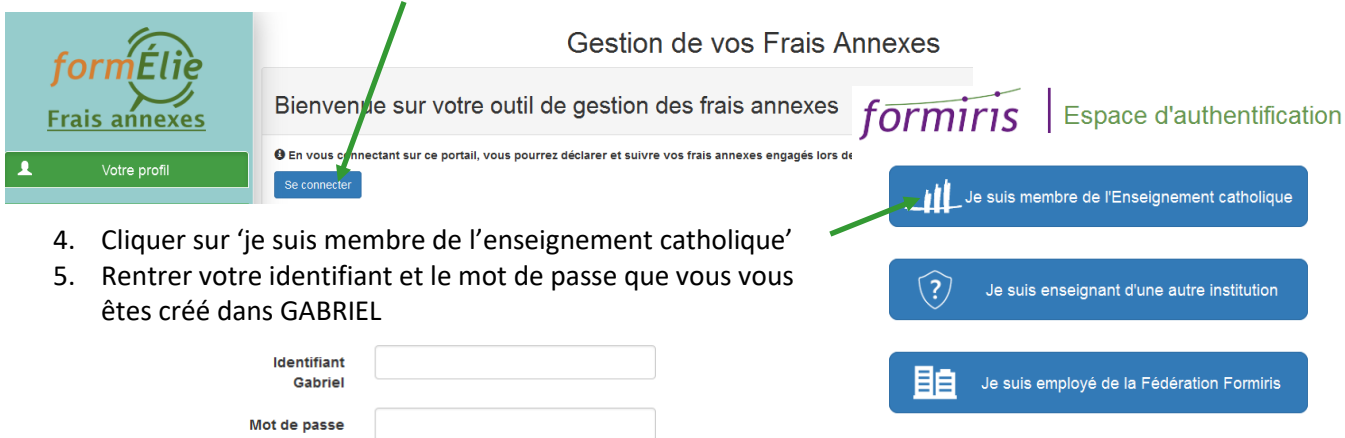 formÉlie
Frais annexes
Votre profil
Gestion de vos Frais Annexes
Bienvenue sur votre outil de gestion des frais annexes
En vous connectant sur ce portail, vous pourrez déclarer et suivre vos frais annexes engagés lors de
Se connecter
formiris
Espace d'authentification
Je suis membre de l'Enseignement catholique
Je suis enseignant d'une autre institution
Je suis employé de la Fédération Formiris
4. Cliquer sur ‘je suis membre de l’enseignement catholique’
5. Rentrer votre identifiant et le mot de passe que vous vous
êtes créé dans GABRIEL
Identifiant
Gabriel
Mot de passe